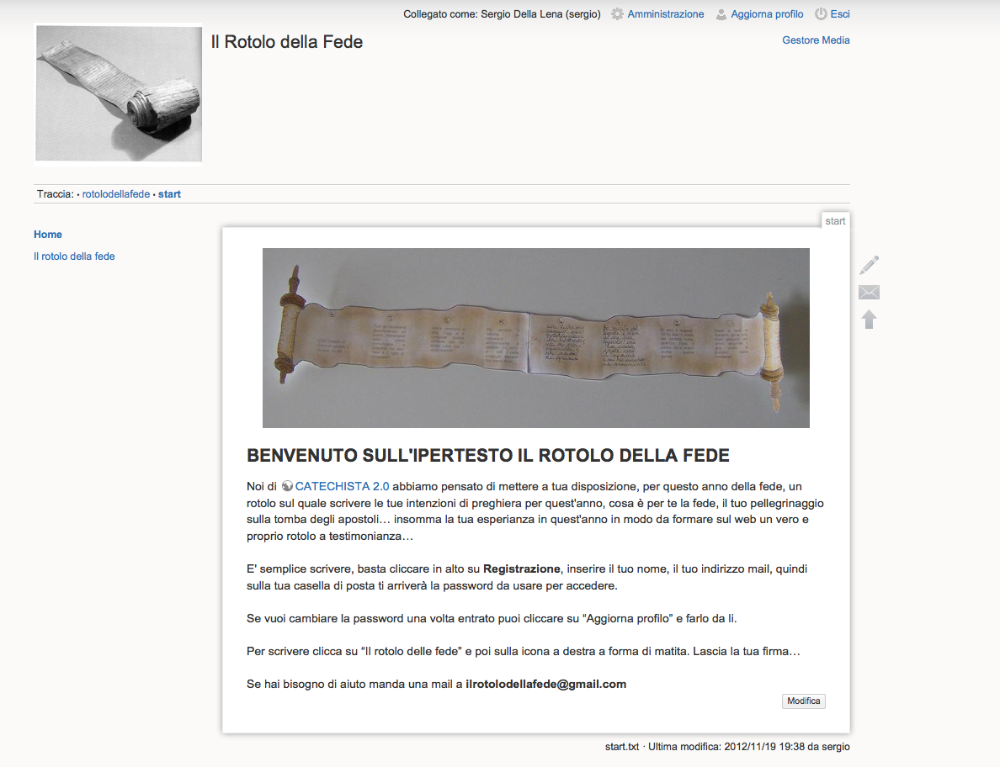 Collegato come: Sergio Della Lena (sergio) Amministrazione Aggiorna profilo Esci
Il Rotolo della Fede
Gestore Media
Traccia: • rotolodellafede • start
Home
Il rotolo della fede
start
BENVENUTO SULL'IPERTESTO IL ROTOLO DELLA FEDE
Noi di CATECHISTA 2.0 abbiamo pensato di mettere a tua disposizione, per questo anno della fede, un
rotolo sul quale scrivere le tue intenzioni di preghiera per quest'anno, cosa è per te la fede, il tuo pellegrinaggio
sulla tomba degli apostoli… insomma la tua esperianza in quest'anno in modo da formare sul web un vero e
proprio rotolo a testimonianza…
E' semplice scrivere, basta cliccare in alto su Registrazione, inserire il tuo nome, il tuo indirizzo mail, quindi
sulla tua casella di posta ti arriverà la password da usare per accedere.
Se vuoi cambiare la password una volta entrato puoi cliccare su “Aggiorna profilo” e farlo da li.
Per scrivere clicca su “Il rotolo delle fede” e poi sulla icona a destra a forma di matita. Lascia la tua firma…
Se hai bisogno di aiuto manda una mail a ilrotolodellafede@gmail.com
Modifica
start.txt · Ultima modifica: 2012/11/19 19:38 da sergio